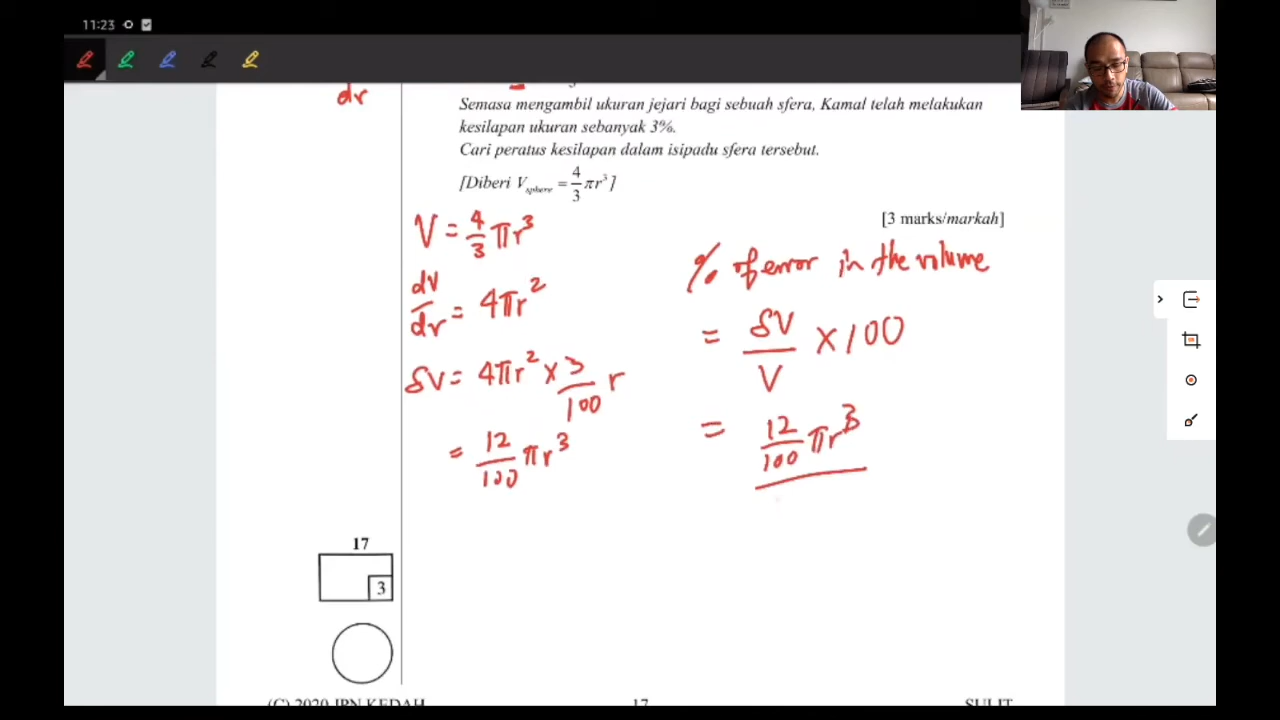 11:23
dr
Semasa mengambil ukuran jejari bagi sebuah sfera, Kamal telah melakukan
kesilapan ukuran sebanyak 3%.
Cari peratus kesilapan dalam isipadu sfera tersebut.
[Diberi V_sphere = 4/3 πr³]
[3 marks/markah]
V = 4/3 πr³
dv/dr = 4πr²
δV = 4πr² × 3/100 r
= 12/100 πr³
% of error in the volume
= δV/V × 100
= 12/100 πr³
17
3
(C) 2020 JPN KEDAH
17
SULIT